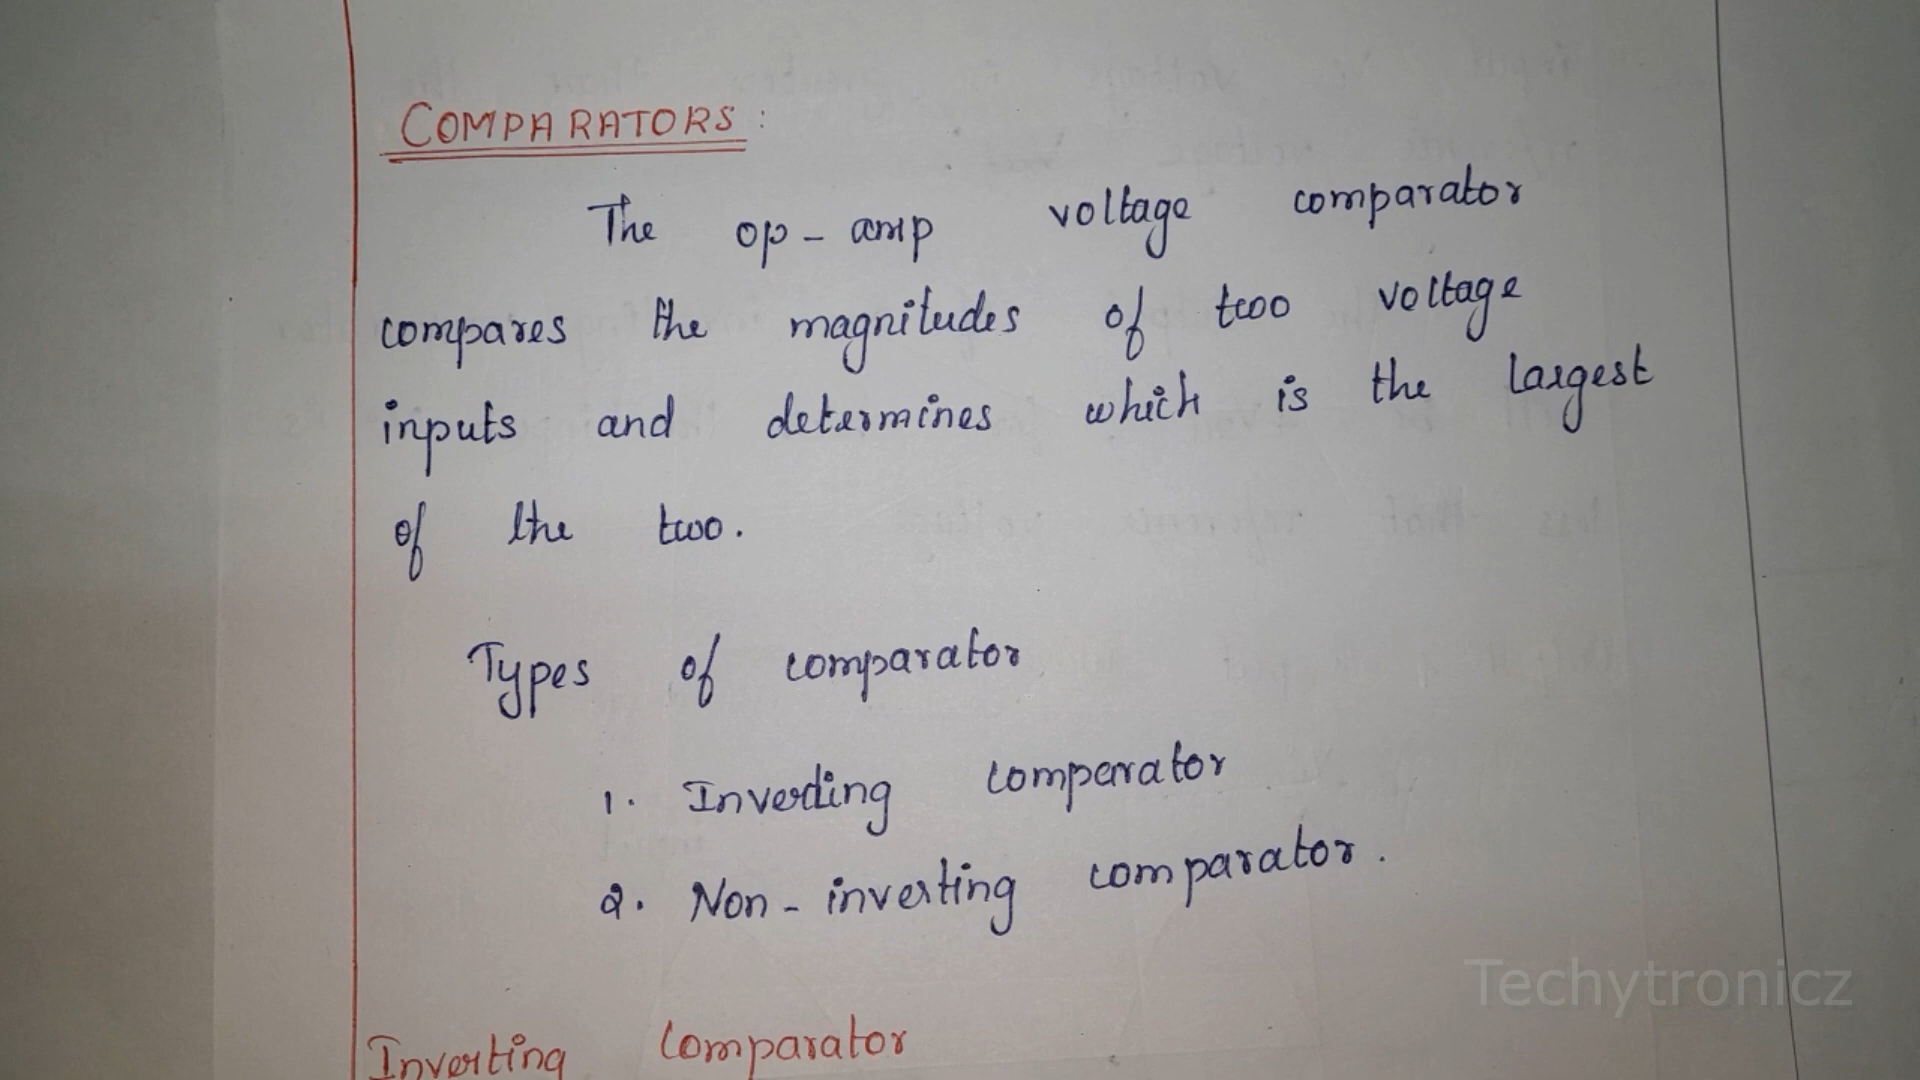 COMPARATORS:
The op-amp voltage comparator
compares the magnitudes of two voltage
inputs and determines which is the largest
of the two.
Types of comparator
1. Inverting comparator
2. Non-inverting comparator.
Techytronicz
Inverting comparator